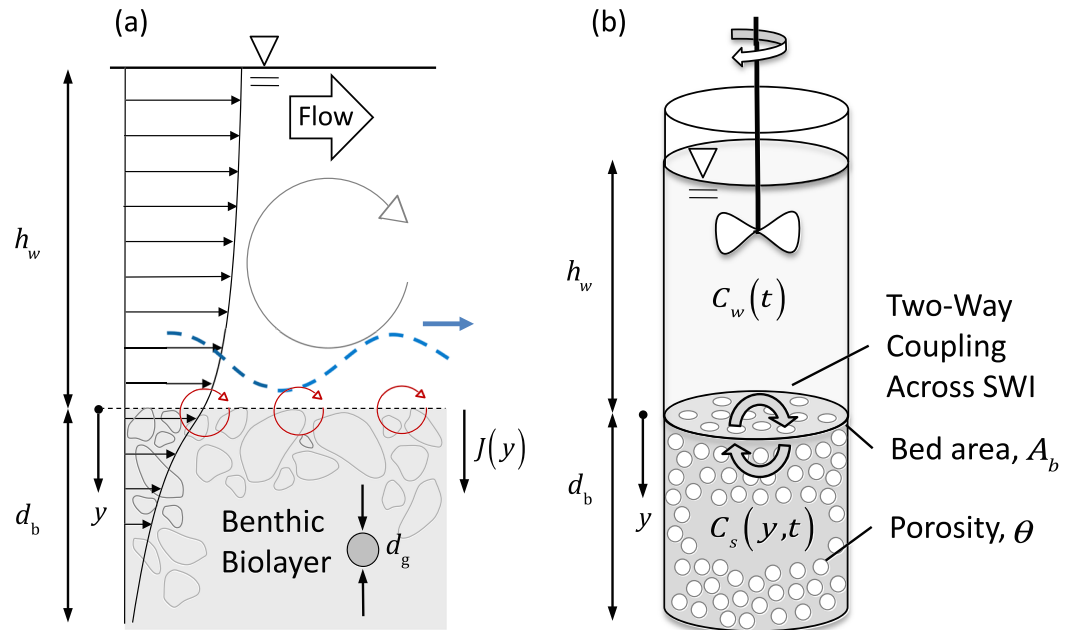 (a)
Flow
h_w
J(y)
y
d_b
Benthic
Biolayer
d_g
(b)
h_w
C_w(t)
Two-Way
Coupling
Across SWI
Bed area, A_b
y
d_b
C_s(y,t)
Porosity, θ